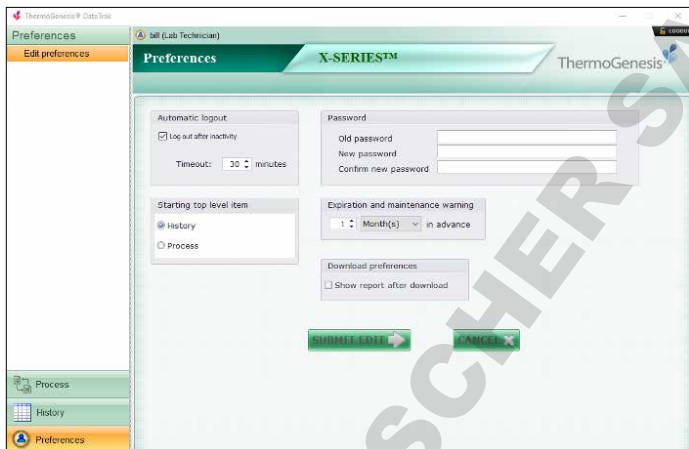 ThermoGenesis® DataTrak
Preferences
bill (Lab Technician)
LOGOUT
Edit preferences
Preferences
X-SERIES™
ThermoGenesis
Automatic logout
Log out after inactivity
Timeout: 30 minutes
Password
Old password
New password
Confirm new password
Starting top level item
History
Process
Expiration and maintenance warning
1 Month(s) in advance
Download preferences
Show report after download
SUBMIT EDIT
CANCEL
Process
History
Preferences
SCHER SA